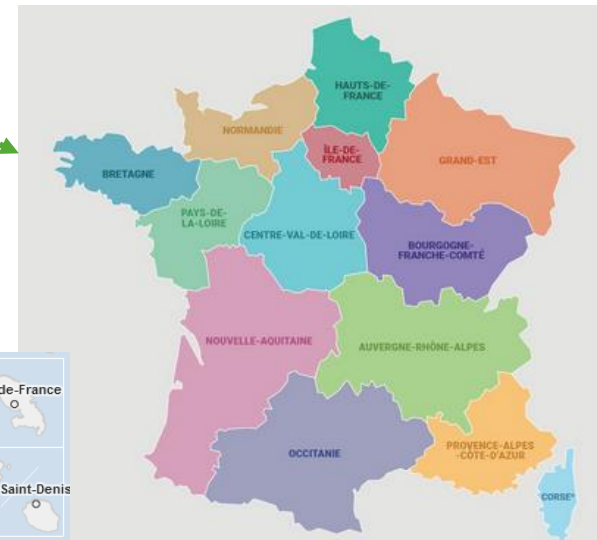 HAUTS-DE-
FRANCE
NORMANDIE
ÎLE-DE-
FRANCE
GRAND-EST
BRETAGNE
PAYS-DE-
LA-LOIRE
CENTRE-VAL-DE-LOIRE
BOURGOGNE-
FRANCHE-COMTÉ
NOUVELLE-AQUITAINE
AUVERGNE-RHÔNE-ALPES
de-France
OCCITANIE
PROVENCE-ALPES
-CÔTE-D'AZUR
Saint-Denis
CORSE*